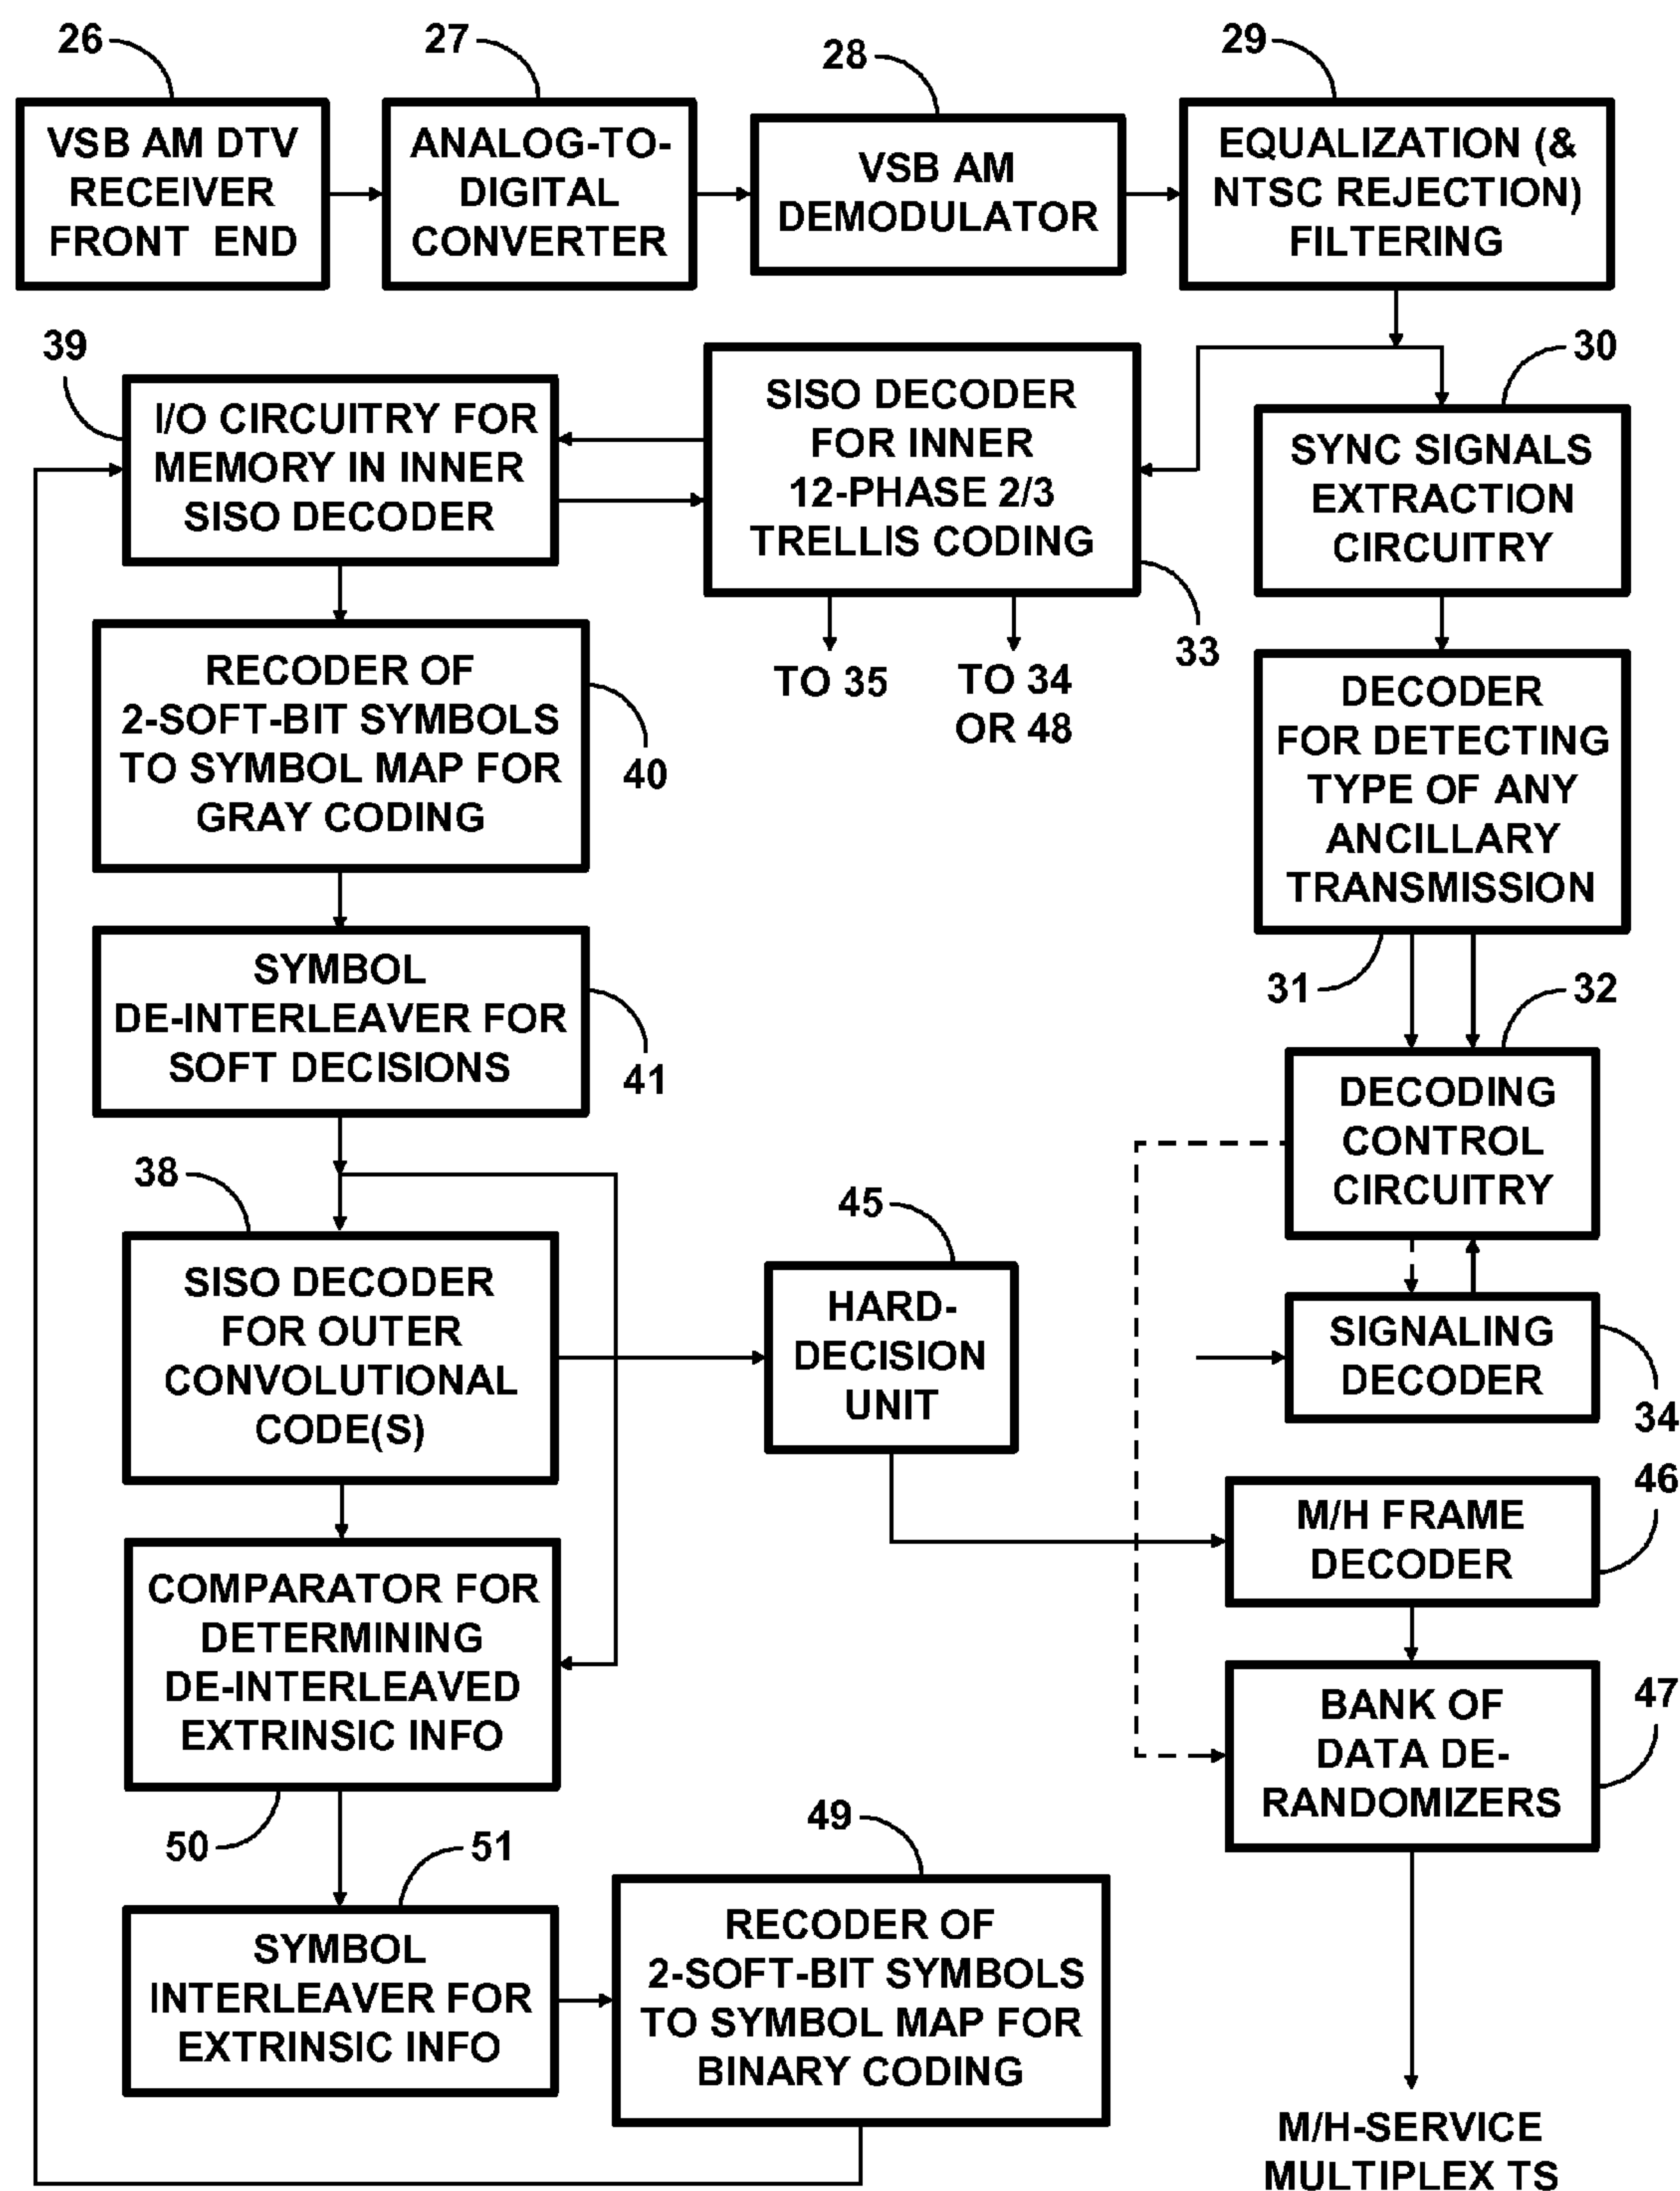 26
27
28
29
VSB AM DTV
RECEIVER
FRONT END
ANALOG-TO-
DIGITAL
CONVERTER
VSB AM
DEMODULATOR
EQUALIZATION (&
NTSC REJECTION)
FILTERING
39
I/O CIRCUITRY FOR
MEMORY IN INNER
SISO DECODER
SISO DECODER
FOR INNER
12-PHASE 2/3
TRELLIS CODING
33
30
SYNC SIGNALS
EXTRACTION
CIRCUITRY
TO 35
TO 34
OR 48
RECODER OF
2-SOFT-BIT SYMBOLS
TO SYMBOL MAP FOR
GRAY CODING
40
DECODER
FOR DETECTING
TYPE OF ANY
ANCILLARY
TRANSMISSION
31
32
SYMBOL
DE-INTERLEAVER FOR
SOFT DECISIONS
41
DECODING
CONTROL
CIRCUITRY
38
SISO DECODER
FOR OUTER
CONVOLUTIONAL
CODE(S)
45
HARD-
DECISION
UNIT
SIGNALING
DECODER
34
46
M/H FRAME
DECODER
COMPARATOR FOR
DETERMINING
DE-INTERLEAVED
EXTRINSIC INFO
50
47
BANK OF
DATA DE-
RANDOMIZERS
51
SYMBOL
INTERLEAVER FOR
EXTRINSIC INFO
49
RECODER OF
2-SOFT-BIT SYMBOLS
TO SYMBOL MAP FOR
BINARY CODING
M/H-SERVICE
MULTIPLEX TS